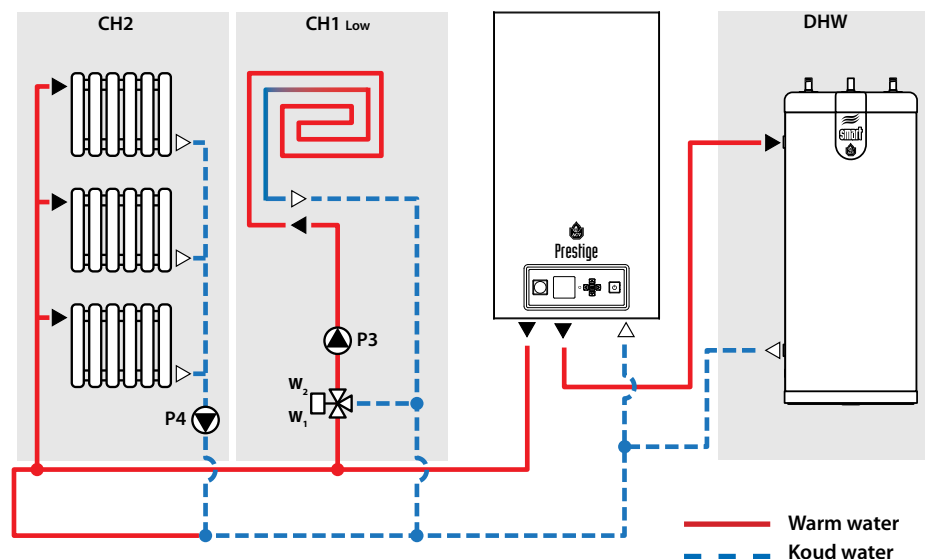 CH2
CH1 Low
DHW
smart
Prestige
P3
W2
W1
P4
Warm water
Koud water